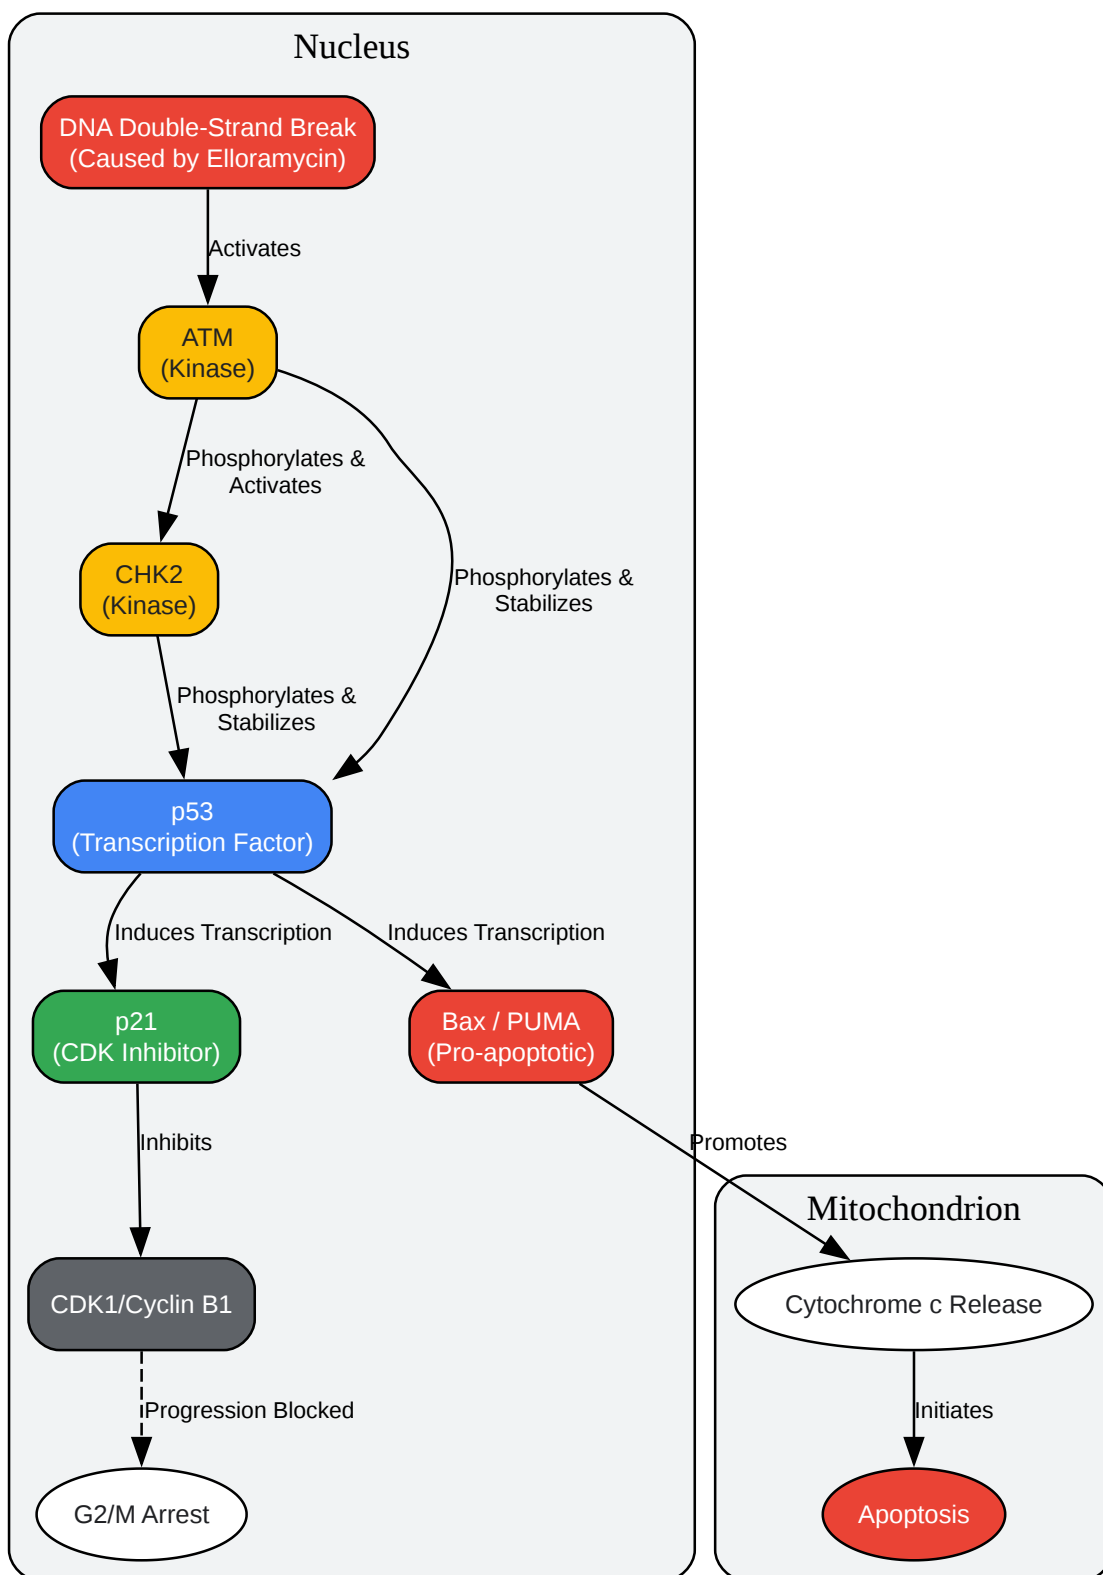 Nucleus
DNA Double-Strand Break
(Caused by Elloramycin)
Activates
ATM
(Kinase)
Phosphorylates &
Activates
CHK2
(Kinase)
Phosphorylates &
Stabilizes
Phosphorylates &
Stabilizes
p53
(Transcription Factor)
Induces Transcription
Induces Transcription
p21
(CDK Inhibitor)
Bax / PUMA
(Pro-apoptotic)
Inhibits
Promotes
Mitochondrion
CDK1/Cyclin B1
Cytochrome c Release
Progression Blocked
Initiates
G2/M Arrest
Apoptosis